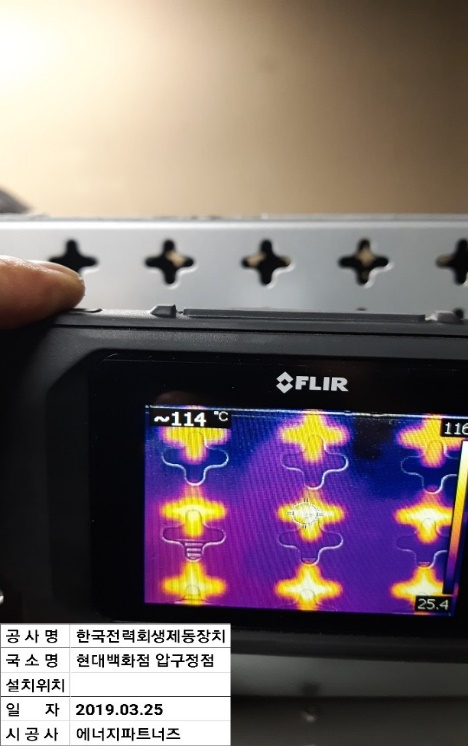 FLIR
~114 °C
116
25.4
공 사 명 한국전력회생제동장치
국 소 명 현대백화점 압구정점
설치위치
일 자 2019.03.25
시 공 사 에너지파트너즈